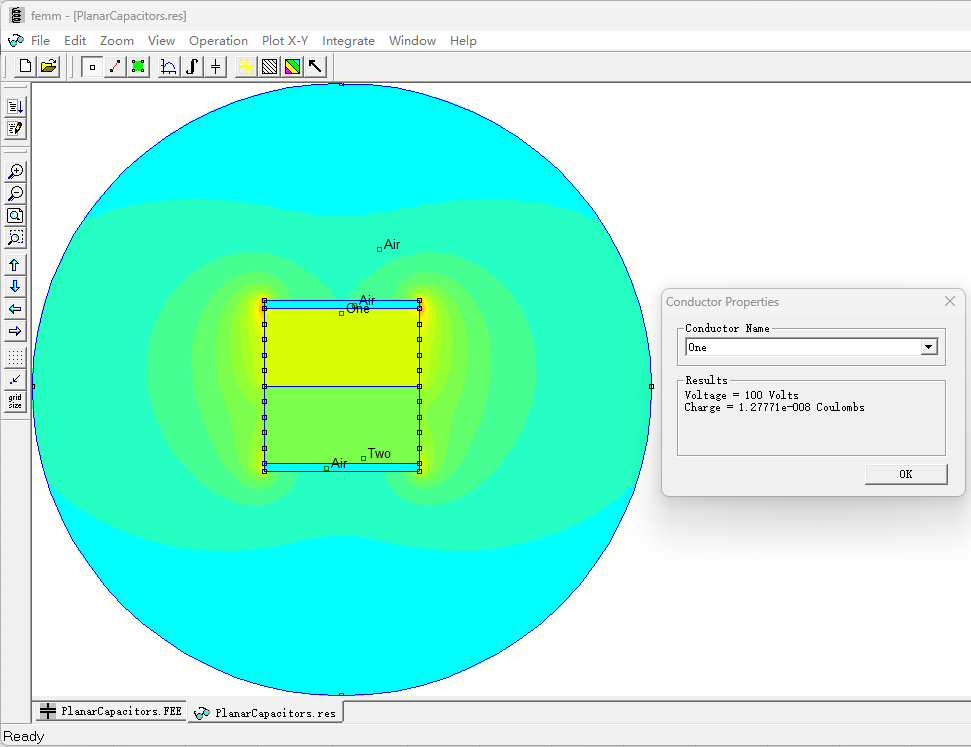 femm - [PlanarCapacitors.res]
File Edit Zoom View Operation Plot X-Y Integrate Window Help
grid
size
Air
Air
One
Two
Air
Conductor Properties
Conductor Name
One
Results
Voltage = 100 Volts
Charge = 1.27771e-008 Coulombs
OK
PlanarCapacitors.FEE PlanarCapacitors.res
Ready